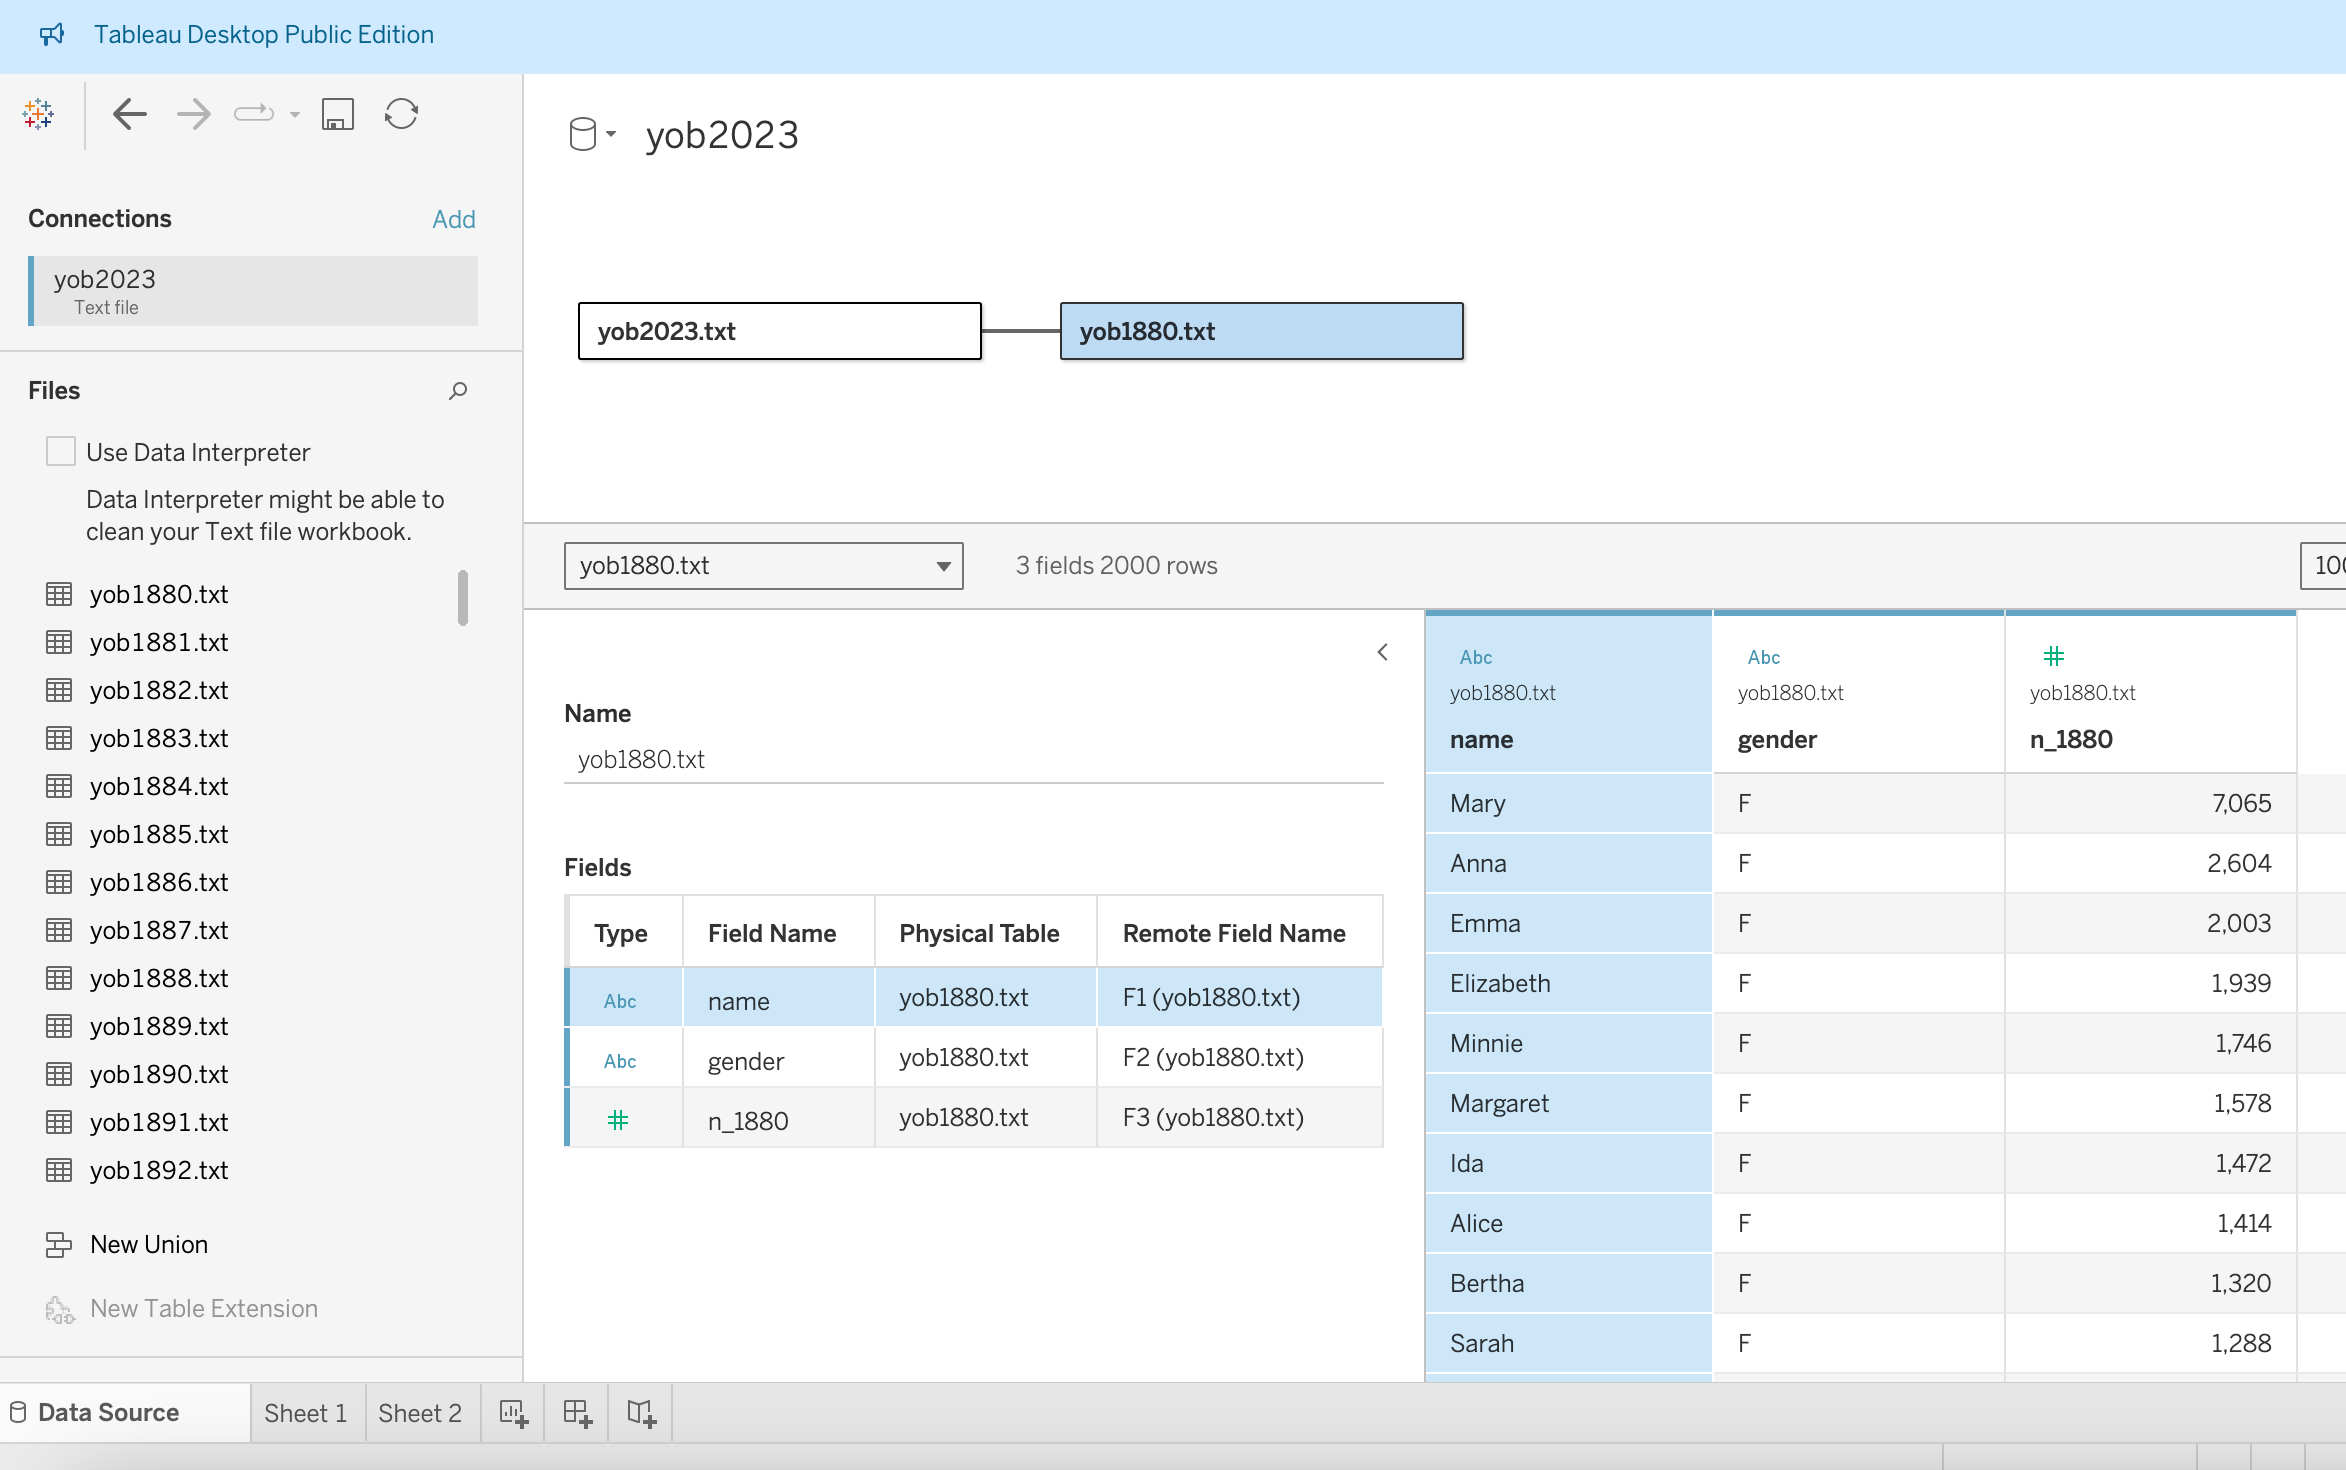 Tableau Desktop Public Edition
yob2023
Connections
Add
yob2023
Text file
yob2023.txt
yob1880.txt
Files
Use Data Interpreter
Data Interpreter might be able to
clean your Text file workbook.
yob1880.txt
yob1881.txt
yob1882.txt
yob1883.txt
yob1884.txt
yob1885.txt
yob1886.txt
yob1887.txt
yob1888.txt
yob1889.txt
yob1890.txt
yob1891.txt
yob1892.txt
New Union
New Table Extension
yob1880.txt
3 fields 2000 rows
Name
yob1880.txt
Fields
Type Field Name Physical Table Remote Field Name
Abc name yob1880.txt F1 (yob1880.txt)
Abc gender yob1880.txt F2 (yob1880.txt)
# n_1880 yob1880.txt F3 (yob1880.txt)
Abc Abc #
yob1880.txt yob1880.txt yob1880.txt
name gender n_1880
Mary F 7,065
Anna F 2,604
Emma F 2,003
Elizabeth F 1,939
Minnie F 1,746
Margaret F 1,578
Ida F 1,472
Alice F 1,414
Bertha F 1,320
Sarah F 1,288
Data Source
Sheet 1
Sheet 2